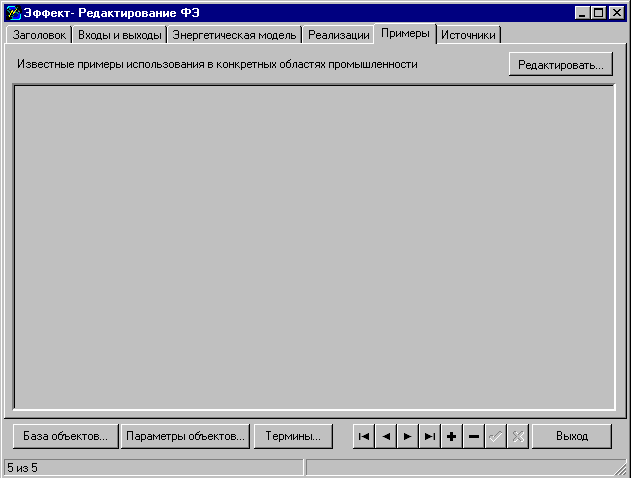 Эффект- Редактирование ФЭ
Заголовок Входы и выходы Энергетическая модель Реализации Примеры Источники
Известные примеры использования в конкретных областях промышленности Редактировать...
База объектов... Параметры объектов... Термины... Выход
5 из 5